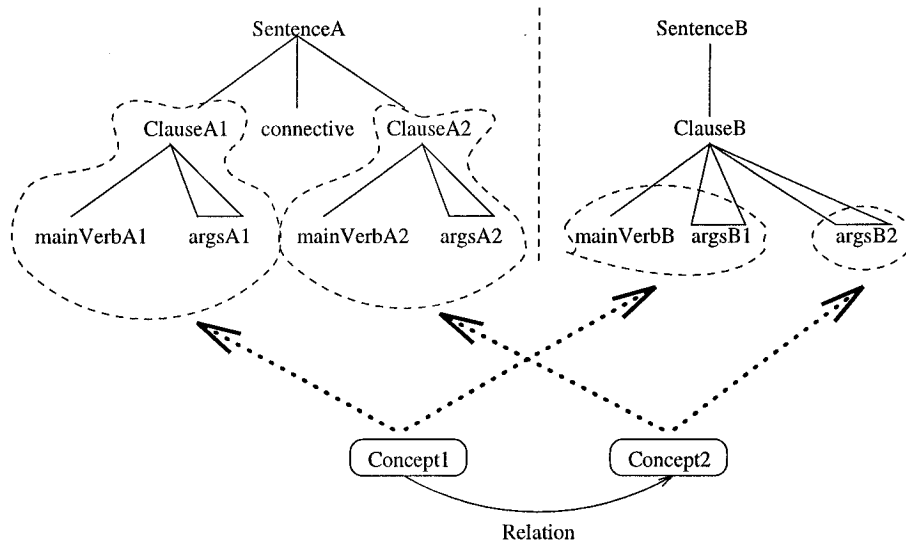 SentenceA SentenceB
ClauseA1 connective ClauseA2 ClauseB
mainVerbA1 argsA1 mainVerbA2 argsA2 mainVerbB argsB1 argsB2
Concept1 Concept2
Relation